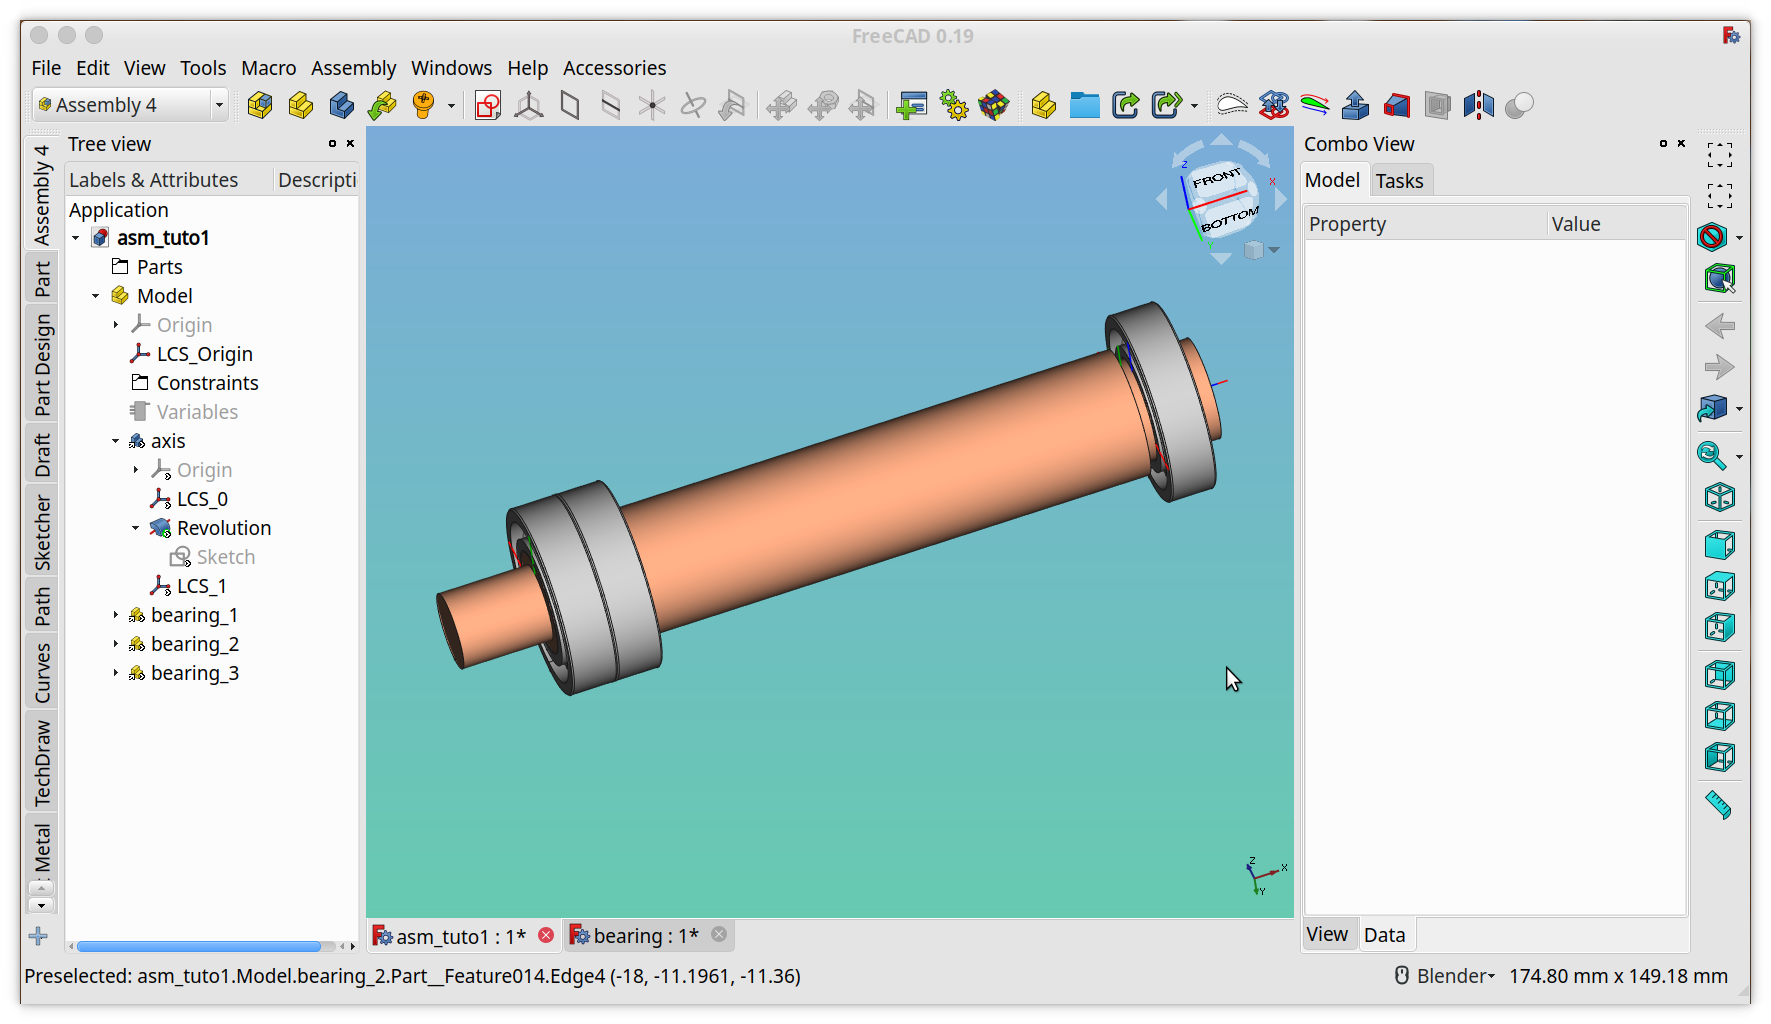 FreeCAD 0.19
File Edit View Tools Macro Assembly Windows Help Accessories
Assembly 4
Tree view
Labels & Attributes Descripti
Application
asm_tuto1
Parts
Model
Origin
LCS_Origin
Constraints
Variables
axis
Origin
LCS_0
Revolution
Sketch
LCS_1
bearing_1
bearing_2
bearing_3
Assembly 4
Part
Part Design
Draft
Sketcher
Path
Curves
TechDraw
Metal
FRONT
BOTTOM
Z
X
Y
Z
X
Y
asm_tuto1 : 1*
bearing : 1*
Combo View
Model Tasks
Property Value
View Data
Preselected: asm_tuto1.Model.bearing_2.Part__Feature014.Edge4 (-18, -11.1961, -11.36)
Blender
174.80 mm x 149.18 mm